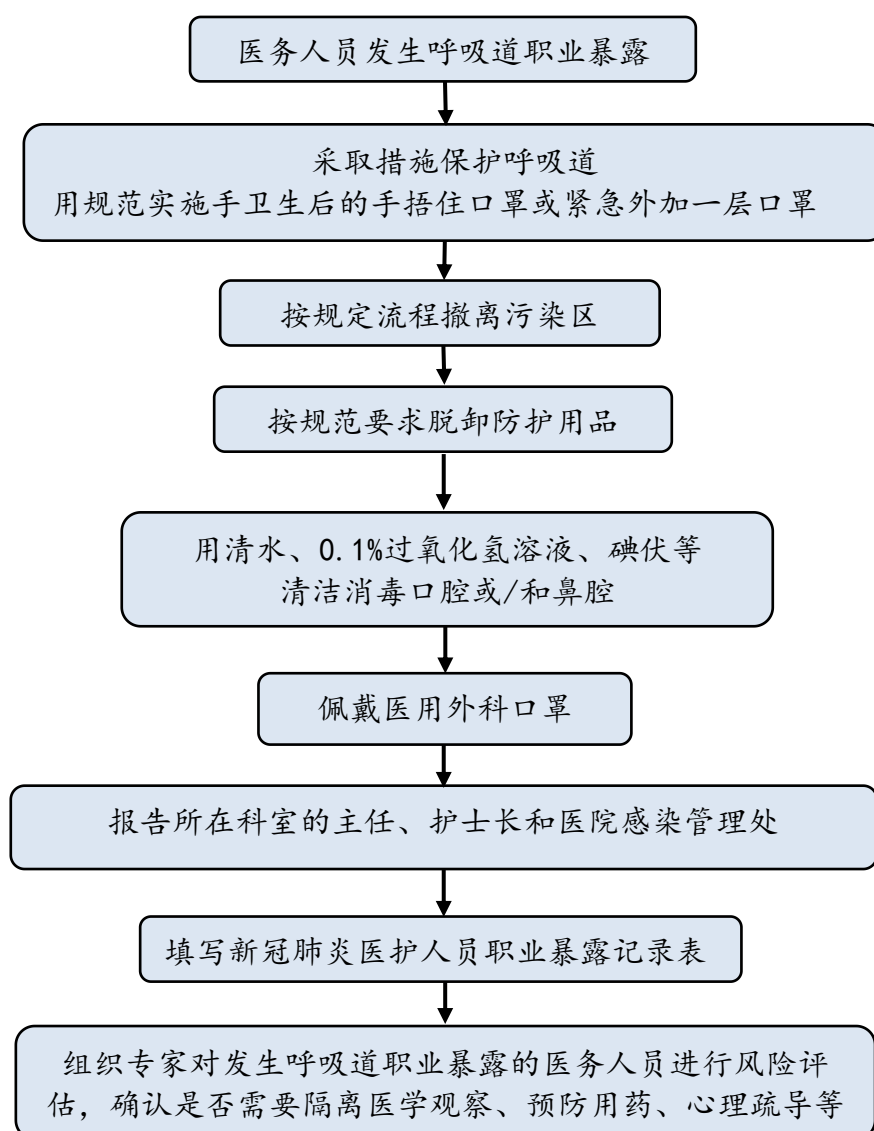 医务人员发生呼吸道职业暴露
采取措施保护呼吸道
用规范实施手卫生后的手捂住口罩或紧急外加一层口罩
按规定流程撤离污染区
按规范要求脱卸防护用品
用清水、0.1%过氧化氢溶液、碘伏等
清洁消毒口腔或/和鼻腔
佩戴医用外科口罩
报告所在科室的主任、护士长和医院感染管理处
填写新冠肺炎医护人员职业暴露记录表
组织专家对发生呼吸道职业暴露的医务人员进行风险评
估，确认是否需要隔离医学观察、预防用药、心理疏导等